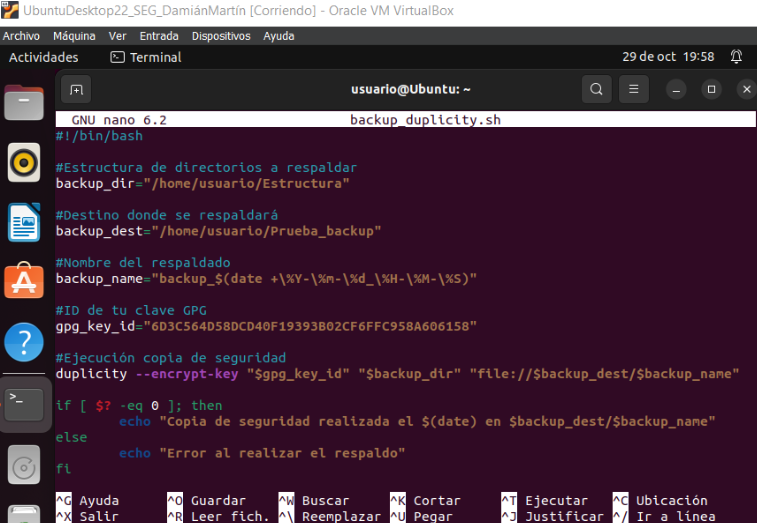 UbuntuDesktop22_SEG_DamiánMartín [Corriendo] - Oracle VM VirtualBox
Archivo Máquina Ver Entrada Dispositivos Ayuda
Actividades Terminal 29 de oct 19:58
usuario@Ubuntu: ~
GNU nano 6.2 backup_duplicity.sh
#!/bin/bash
#Estructura de directorios a respaldar
backup_dir="/home/usuario/Estructura"
#Destino donde se respaldará
backup_dest="/home/usuario/Prueba_backup"
#Nombre del respaldado
backup_name="backup_$(date +\%Y-\%m-\%d_\%H-\%M-\%S)"
#ID de tu clave GPG
gpg_key_id="6D3C564D58DCD40F19393B02CF6FFC958A606158"
#Ejecución copia de seguridad
duplicity --encrypt-key "$gpg_key_id" "$backup_dir" "file://$backup_dest/$backup_name"
if [ $? -eq 0 ]; then
echo "Copia de seguridad realizada el $(date) en $backup_dest/$backup_name"
else
echo "Error al realizar el respaldo"
fi
^G Ayuda ^O Guardar ^W Buscar ^K Cortar ^T Ejecutar ^C Ubicación
^X Salir ^R Leer fich. ^\ Reemplazar ^U Pegar ^J Justificar ^/ Ir a línea